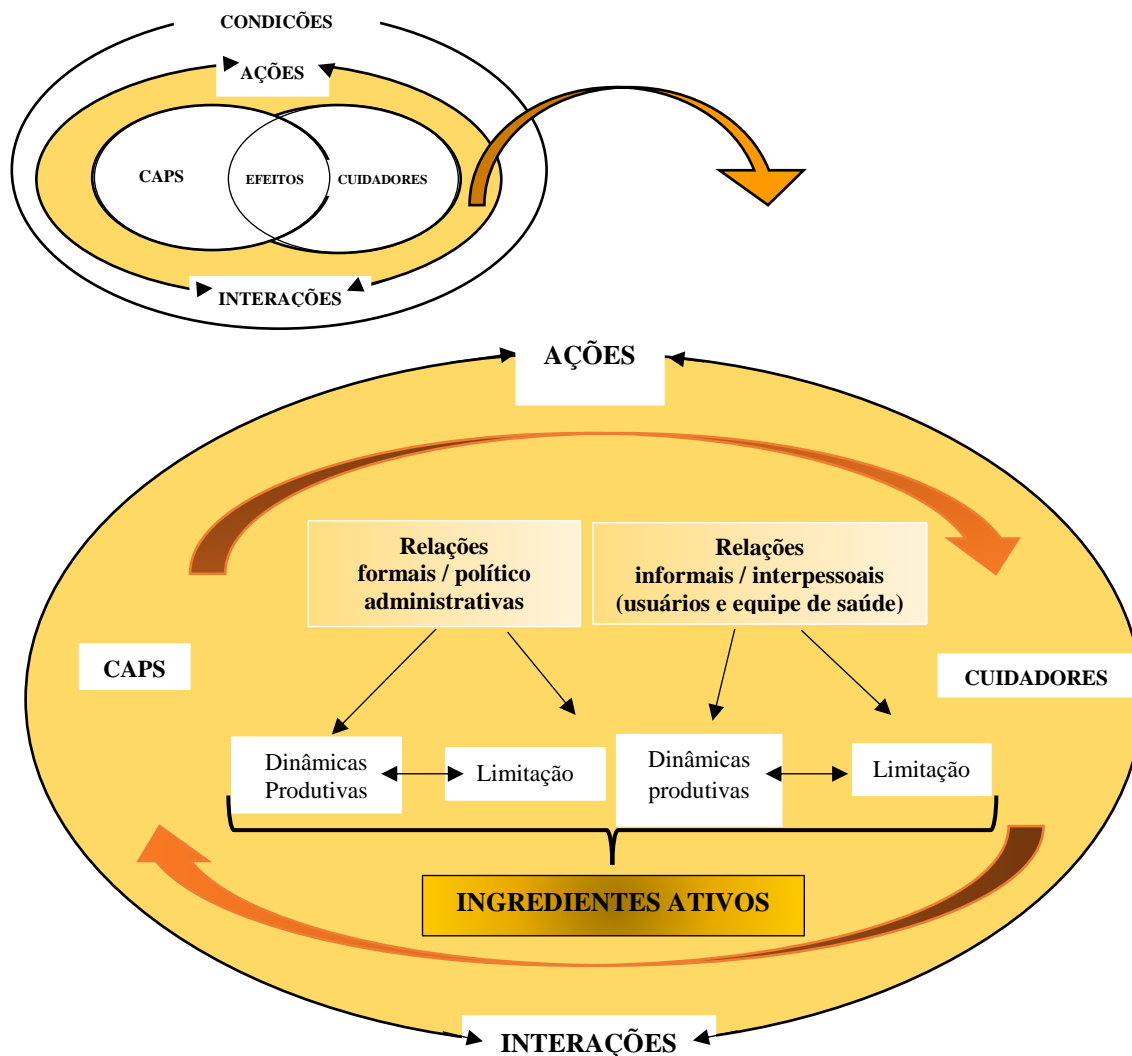 CONDICÕES
AÇÕES
CAPS
EFEITOS
CUIDADORES
INTERAÇÕES
AÇÕES
Relações
formais / político
administrativas
Relações
informais / interpessoais
(usuários e equipe de saúde)
CAPS
CUIDADORES
Dinâmicas
Produtivas
Limitação
Dinâmicas
produtivas
Limitação
INGREDIENTES ATIVOS
INTERAÇÕES